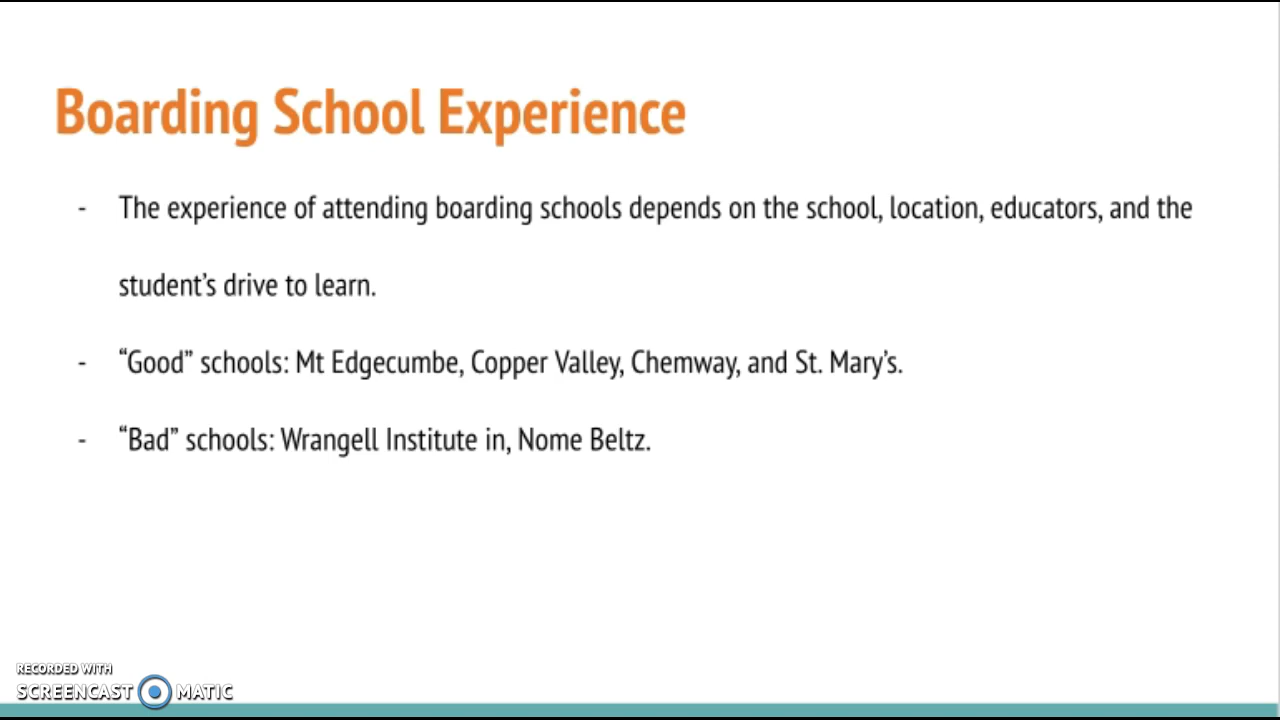 Boarding School Experience
- The experience of attending boarding schools depends on the school, location, educators, and the
student’s drive to learn.
- “Good” schools: Mt Edgecumbe, Copper Valley, Chemway, and St. Mary’s.
- “Bad” schools: Wrangell Institute in, Nome Beltz.
RECORDED WITH
SCREENCAST MATIC